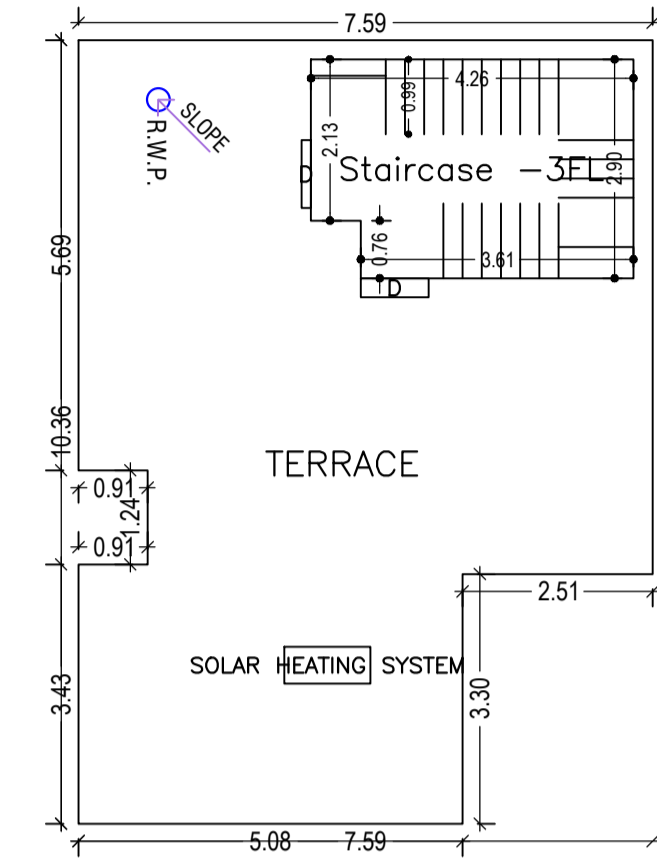 7.59
4.26
0.99
SLOPE
R.W.P.
2.13
D
Staircase -3FL
2.90
0.76
3.61
D
5.69
10.36
TERRACE
0.91
1.24
0.91
2.51
SOLAR HEATING SYSTEM
3.43
3.30
5.08
7.59